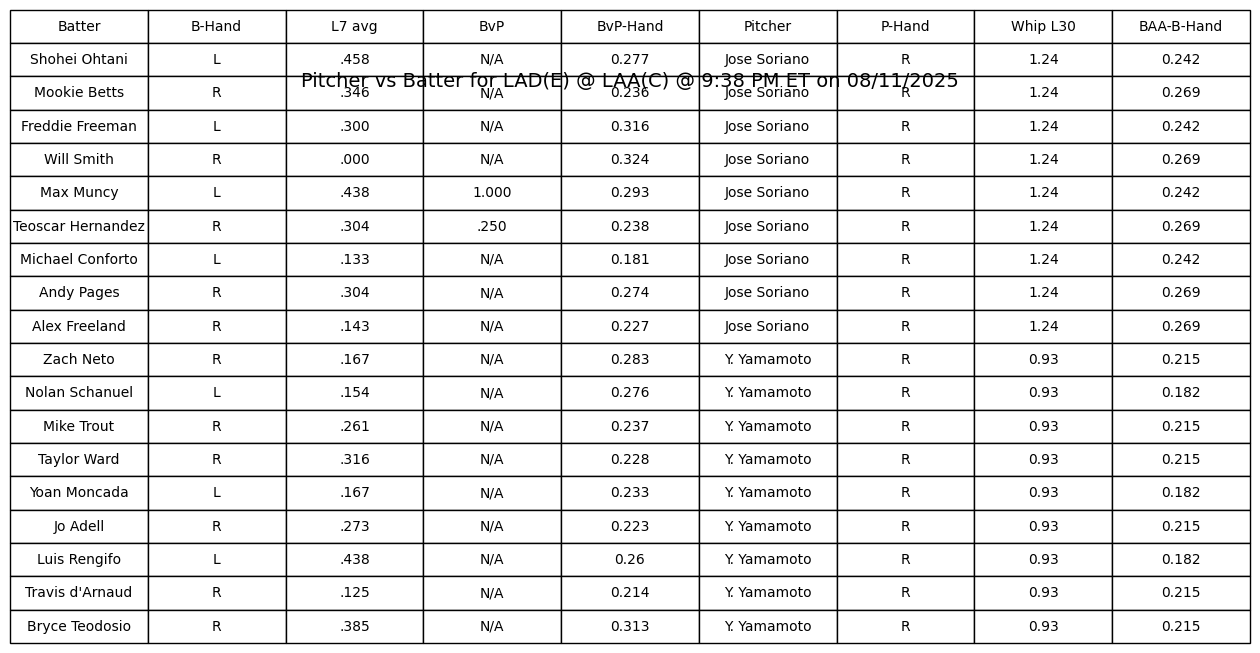 Batter B-Hand L7 avg BvP BvP-Hand Pitcher P-Hand Whip L30 BAA-B-Hand
Shohei Ohtani L .458 N/A 0.277 Jose Soriano R 1.24 0.242
Pitcher vs Batter for LAD(E) @ LAA(C) @ 9:38 PM ET on 08/11/2025
Mookie Betts R .346 N/A 0.236 Jose Soriano R 1.24 0.269
Freddie Freeman L .300 N/A 0.316 Jose Soriano R 1.24 0.242
Will Smith R .000 N/A 0.324 Jose Soriano R 1.24 0.269
Max Muncy L .438 1.000 0.293 Jose Soriano R 1.24 0.242
Teoscar Hernandez R .304 .250 0.238 Jose Soriano R 1.24 0.269
Michael Conforto L .133 N/A 0.181 Jose Soriano R 1.24 0.242
Andy Pages R .304 N/A 0.274 Jose Soriano R 1.24 0.269
Alex Freeland R .143 N/A 0.227 Jose Soriano R 1.24 0.269
Zach Neto R .167 N/A 0.283 Y. Yamamoto R 0.93 0.215
Nolan Schanuel L .154 N/A 0.276 Y. Yamamoto R 0.93 0.182
Mike Trout R .261 N/A 0.237 Y. Yamamoto R 0.93 0.215
Taylor Ward R .316 N/A 0.228 Y. Yamamoto R 0.93 0.215
Yoan Moncada L .167 N/A 0.233 Y. Yamamoto R 0.93 0.182
Jo Adell R .273 N/A 0.223 Y. Yamamoto R 0.93 0.215
Luis Rengifo L .438 N/A 0.26 Y. Yamamoto R 0.93 0.182
Travis d'Arnaud R .125 N/A 0.214 Y. Yamamoto R 0.93 0.215
Bryce Teodosio R .385 N/A 0.313 Y. Yamamoto R 0.93 0.215